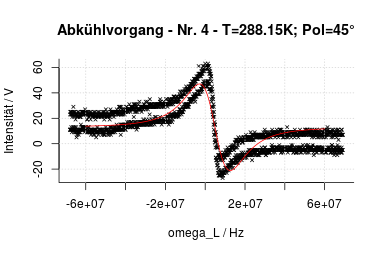 Abkühlvorgang - Nr. 4 - T=288.15K; Pol=45°
Intensität / V
60
40
20
0
-20
-6e+07 -2e+07 2e+07 6e+07
omega_L / Hz